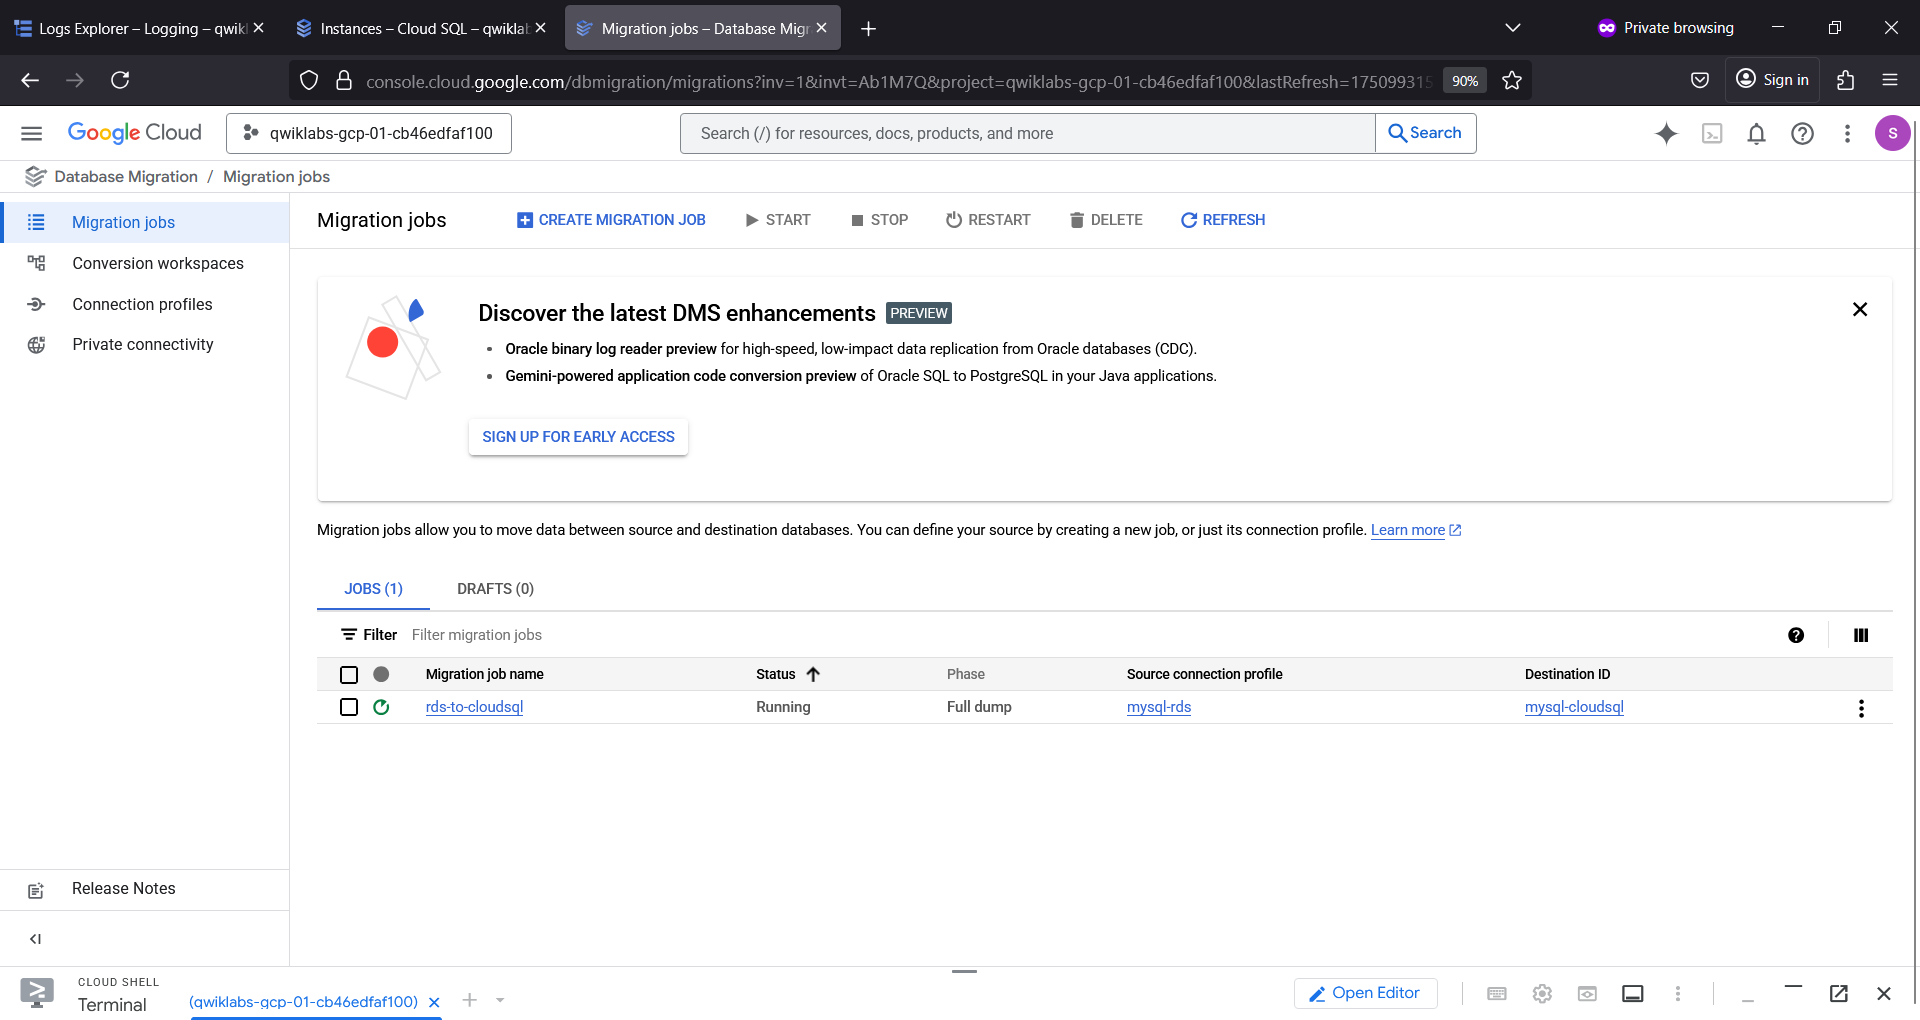 Logs Explorer – Logging – qwik
Instances – Cloud SQL – qwikla
Migration jobs – Database Migr
Private browsing
console.cloud.google.com/dbmigration/migrations?inv=1&invt=Ab1M7Q&project=qwiklabs-gcp-01-cb46edfaf100&lastRefresh=175099315
90%
Sign in
Google Cloud
qwiklabs-gcp-01-cb46edfaf100
Search (/) for resources, docs, products, and more
Search
S
Database Migration / Migration jobs
Migration jobs
Conversion workspaces
Connection profiles
Private connectivity
Release Notes
Migration jobs
CREATE MIGRATION JOB
START
STOP
RESTART
DELETE
REFRESH
Discover the latest DMS enhancements PREVIEW
• Oracle binary log reader preview for high-speed, low-impact data replication from Oracle databases (CDC).
• Gemini-powered application code conversion preview of Oracle SQL to PostgreSQL in your Java applications.
SIGN UP FOR EARLY ACCESS
Migration jobs allow you to move data between source and destination databases. You can define your source by creating a new job, or just its connection profile. Learn more
JOBS (1)
DRAFTS (0)
Filter Filter migration jobs
Migration job name Status Phase Source connection profile Destination ID
rds-to-cloudsql Running Full dump mysql-rds mysql-cloudsql
CLOUD SHELL
Terminal
(qwiklabs-gcp-01-cb46edfaf100)
Open Editor